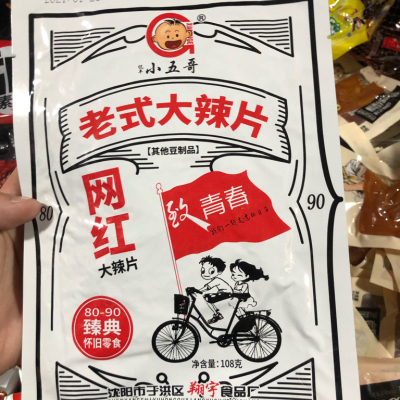 ®
小五哥
老式大辣片
【其他豆制品】
网红
大辣片
致青春
80
90
80-90
臻典
怀旧零食
净含量:108克
沈阳市于洪区翔宇食品厂